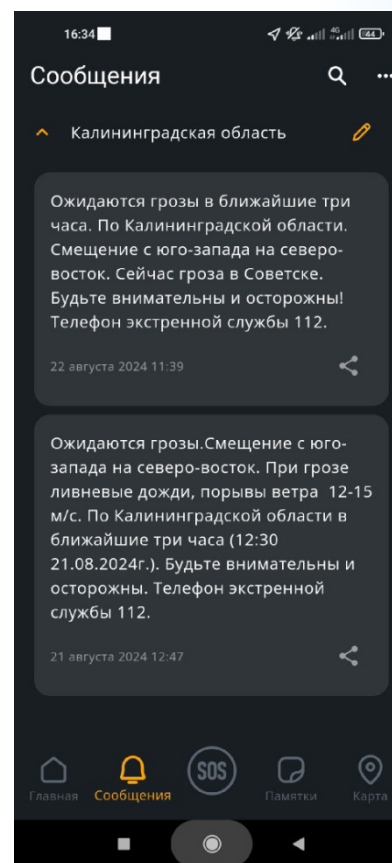 16:34
4G
44
Сообщения
Калининградская область
Ожидаются грозы в ближайшие три
часа. По Калининградской области.
Смещение с юго-запада на северо-
восток. Сейчас гроза в Советске.
Будьте внимательны и осторожны!
Телефон экстренной службы 112.
22 августа 2024 11:39
Ожидаются грозы.Смещение с юго-
запада на северо-восток. При грозе
ливневые дожди, порывы ветра 12-15
м/с. По Калининградской области в
ближайшие три часа (12:30
21.08.2024г.). Будьте внимательны и
осторожны. Телефон экстренной
службы 112.
21 августа 2024 12:47
Главная
Сообщения
SOS
Памятки
Карта